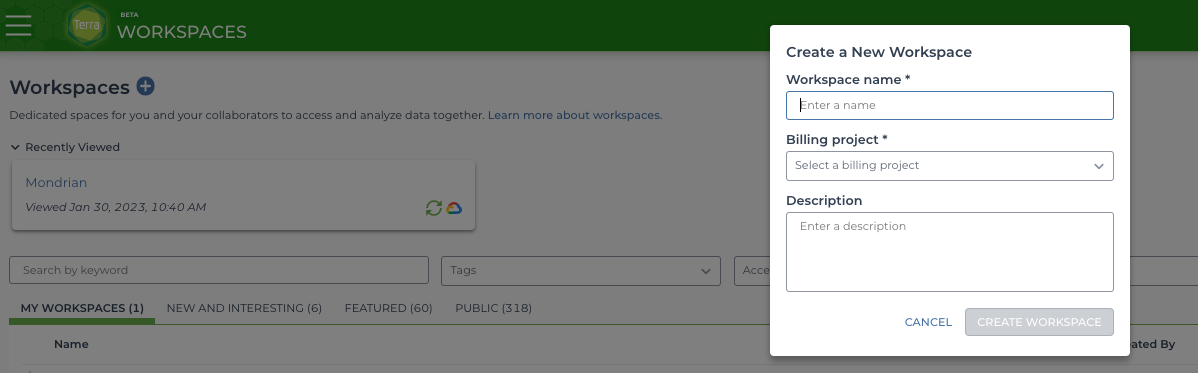 BETA
Terra
WORKSPACES
Workspaces
Dedicated spaces for you and your collaborators to access and analyze data together. Learn more about workspaces.
Recently Viewed
Mondrian
Viewed Jan 30, 2023, 10:40 AM
Search by keyword
Tags
Acce
MY WORKSPACES (1) NEW AND INTERESTING (6) FEATURED (60) PUBLIC (318)
Name
ated By
Create a New Workspace
Workspace name *
Enter a name
Billing project *
Select a billing project
Description
Enter a description
CANCEL CREATE WORKSPACE